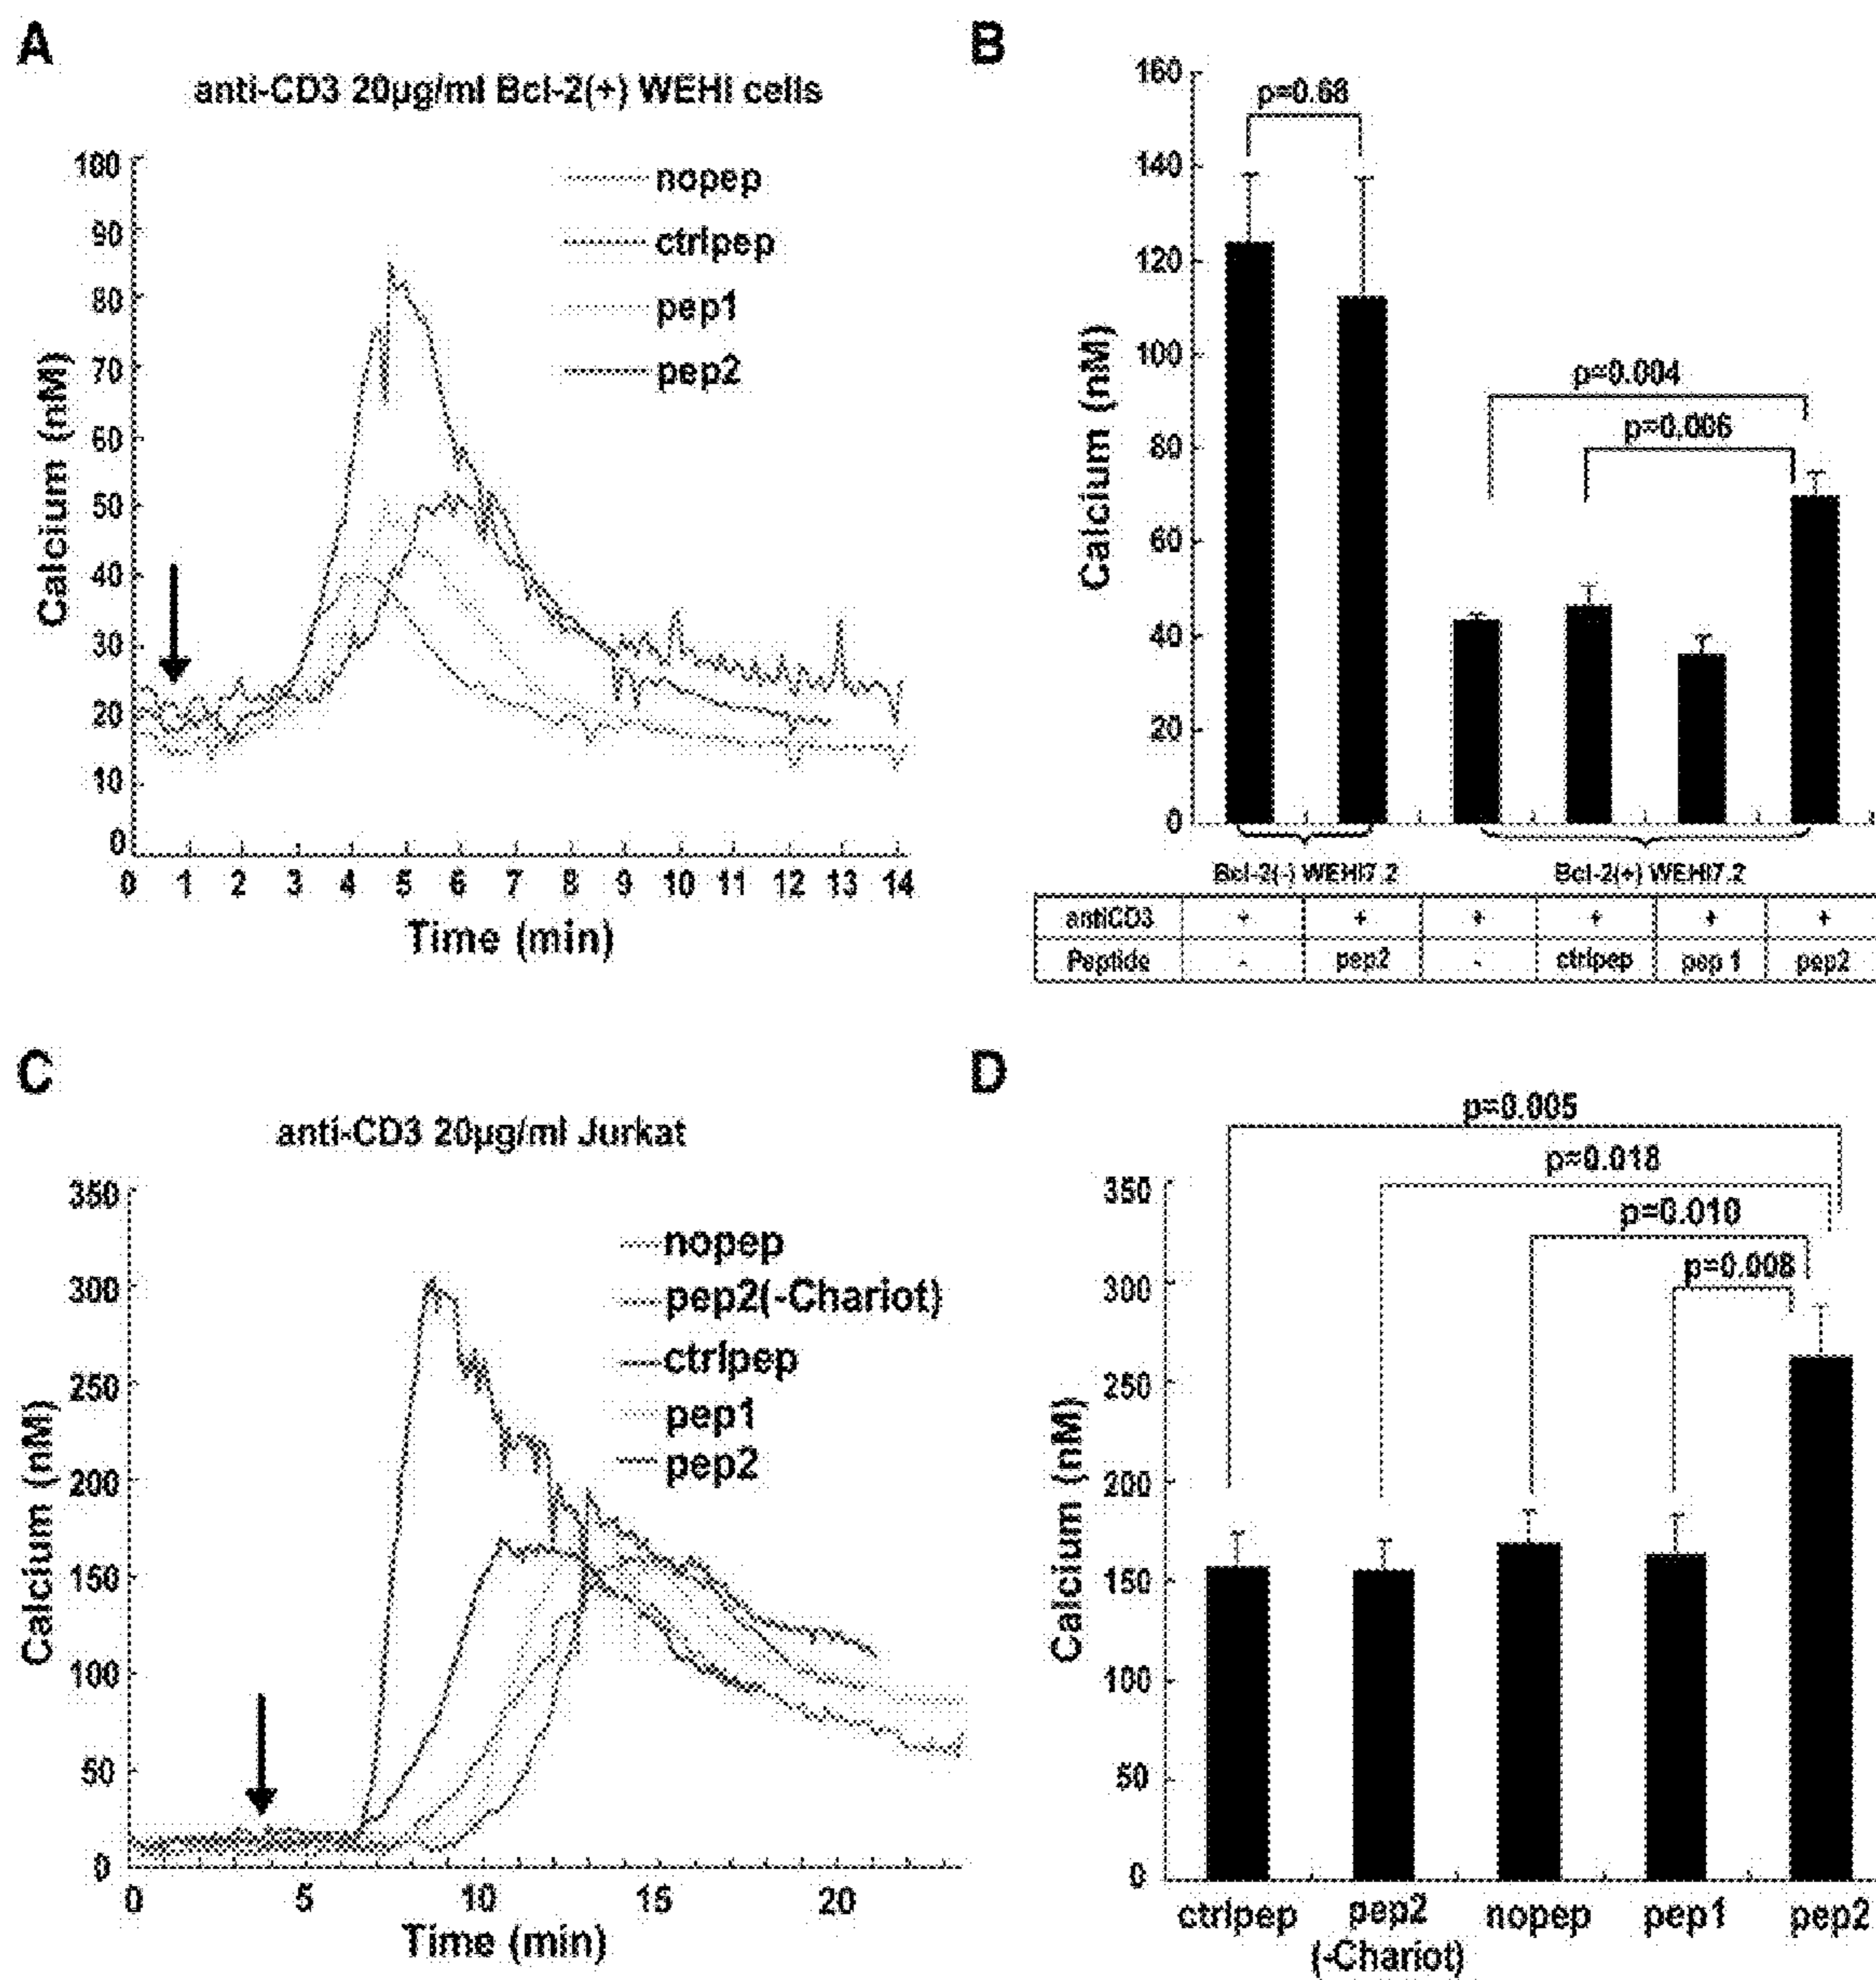 A
anti-CD3 20µg/ml Bcl-2(+) WEHI cells
nopep
ctrlpep
pep1
pep2
100
90
80
70
60
50
40
30
20
10
0
Calcium (nM)
0 1 2 3 4 5 6 7 8 9 10 11 12 13 14
Time (min)
B
p=0.68
p=0.004
p=0.006
160
140
120
100
80
60
40
20
0
Calcium (nM)
Bcl-2(-) WEHI7.2 Bcl-2(+) WEHI7.2
antiCD3 + + + + + +
Peptide - pep2 - ctrlpep pep 1 pep2
C
anti-CD3 20µg/ml Jurkat
nopep
pep2(-Chariot)
ctrlpep
pep1
pep2
350
300
250
200
150
100
50
0
Calcium (nM)
0 5 10 15 20
Time (min)
D
p=0.005
p=0.018
p=0.010
p=0.008
350
300
250
200
150
100
50
0
Calcium (nM)
ctrlpep pep2 nopep pep1 pep2
(-Chariot)